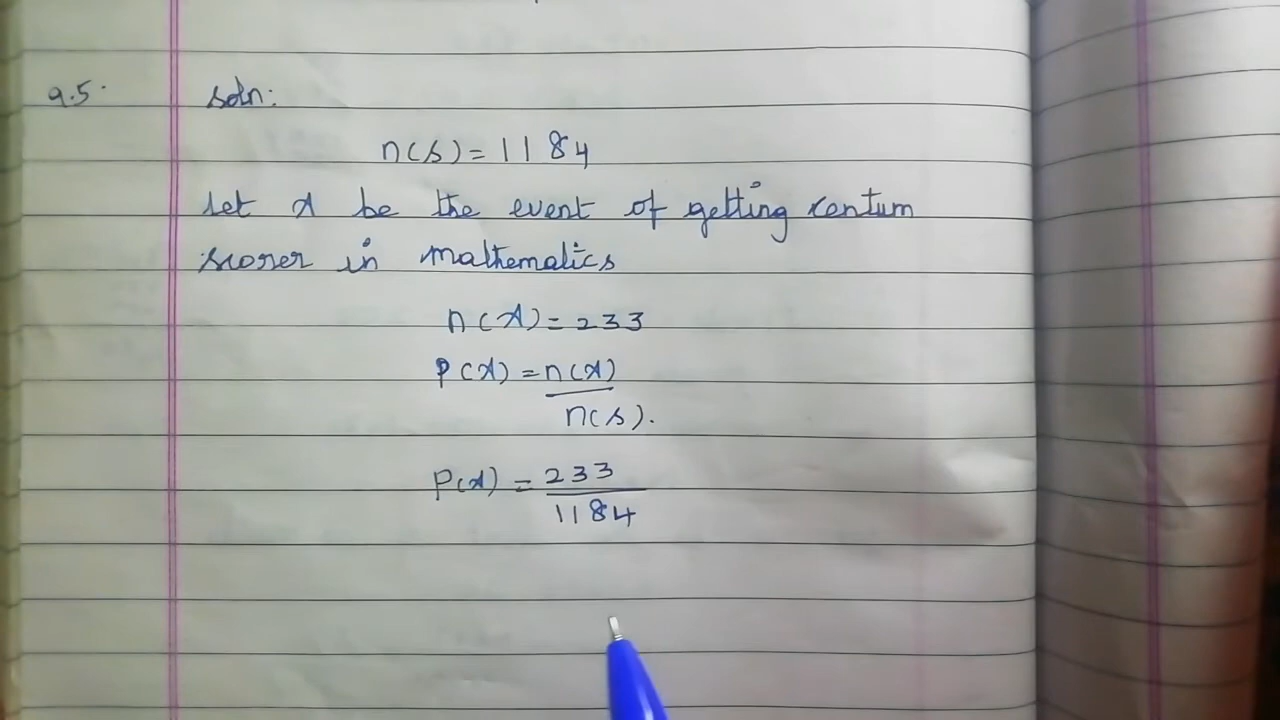 9.5. Soln:
n(S) = 1184
Let A be the event of getting centum
scorer in mathematics
n(A) = 233
P(A) = n(A)
n(S).
P(A) = 233
1184